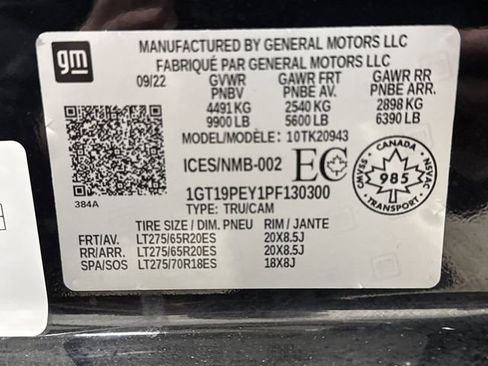 gm
MANUFACTURED BY GENERAL MOTORS LLC
FABRIQUÉ PAR GENERAL MOTORS LLC
09/22 GVWR GAWR FRT GAWR RR
PNBV PNBE AV. PNBE ARR.
4491 KG 2540 KG 2898 KG
9900 LB 5600 LB 6390 LB
MODEL/MODÈLE: 10TK20943
ICES/NMB-002 EC
CANADA
CMVSS 985 NSVAC
TRANSPORT
1GT19PEY1PF130300
384A
TYPE: TRU/CAM
TIRE SIZE / DIM. PNEU RIM / JANTE
FRT/AV. LT275/65R20ES 20X8.5J
RR/ARR. LT275/65R20ES 20X8.5J
SPA/SOS LT275/70R18ES 18X8J